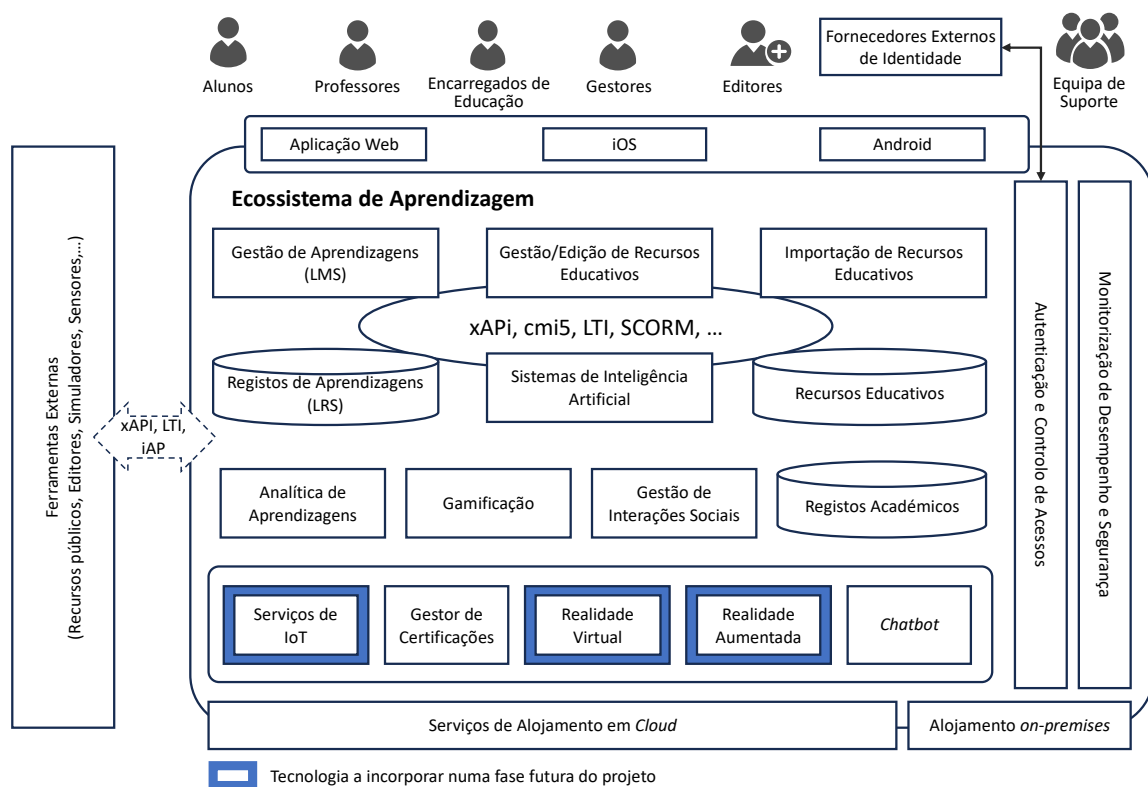 Alunos
Professores
Encarregados de
Educação
Gestores
Editores
Fornecedores Externos
de Identidade
Equipa de
Suporte
Aplicação Web
iOS
Android
Ecossistema de Aprendizagem
Gestão de Aprendizagens
(LMS)
Gestão/Edição de Recursos
Educativos
Importação de Recursos
Educativos
xAPi, cmi5, LTI, SCORM, ...
Registos de Aprendizagens
(LRS)
Sistemas de Inteligência
Artificial
Recursos Educativos
Ferramentas Externas
(Recursos públicos, Editores, Simuladores, Sensores,...)
xAPI, LTI,
iAP
Analítica de
Aprendizagens
Gamificação
Gestão de
Interações Sociais
Registos Académicos
Serviços de
IoT
Gestor de
Certificações
Realidade
Virtual
Realidade
Aumentada
Chatbot
Autenticação e Controlo de
Acessos
Monitorização de Desempenho e
Segurança
Serviços de Alojamento em Cloud
Alojamento on-premises
Tecnologia a incorporar numa fase futura do projeto